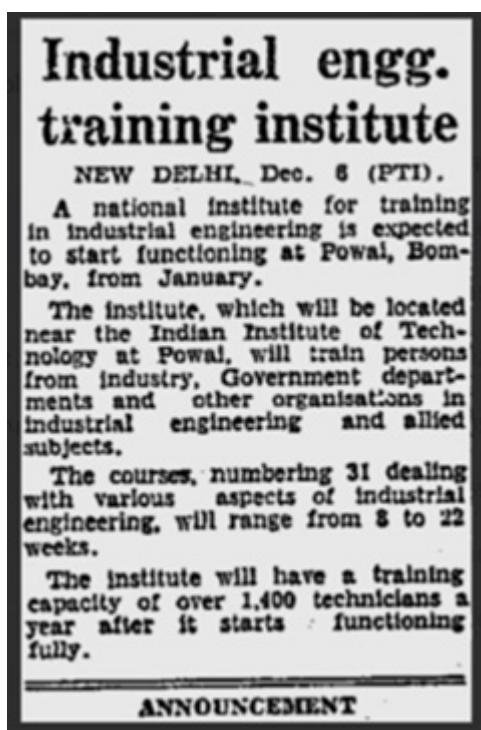 Industrial engg.
training institute
NEW DELHI, Dec. 6 (PTI).
A national institute for training
in industrial engineering is expected
to start functioning at Powai, Bom-
bay, from January.
The institute, which will be located
near the Indian Institute of Tech-
nology at Powai, will train persons
from industry, Government depart-
ments and other organisations in
industrial engineering and allied
subjects.
The courses, numbering 31 dealing
with various aspects of industrial
engineering, will range from 8 to 22
weeks.
The institute will have a training
capacity of over 1,400 technicians a
year after it starts functioning
fully.
ANNOUNCEMENT